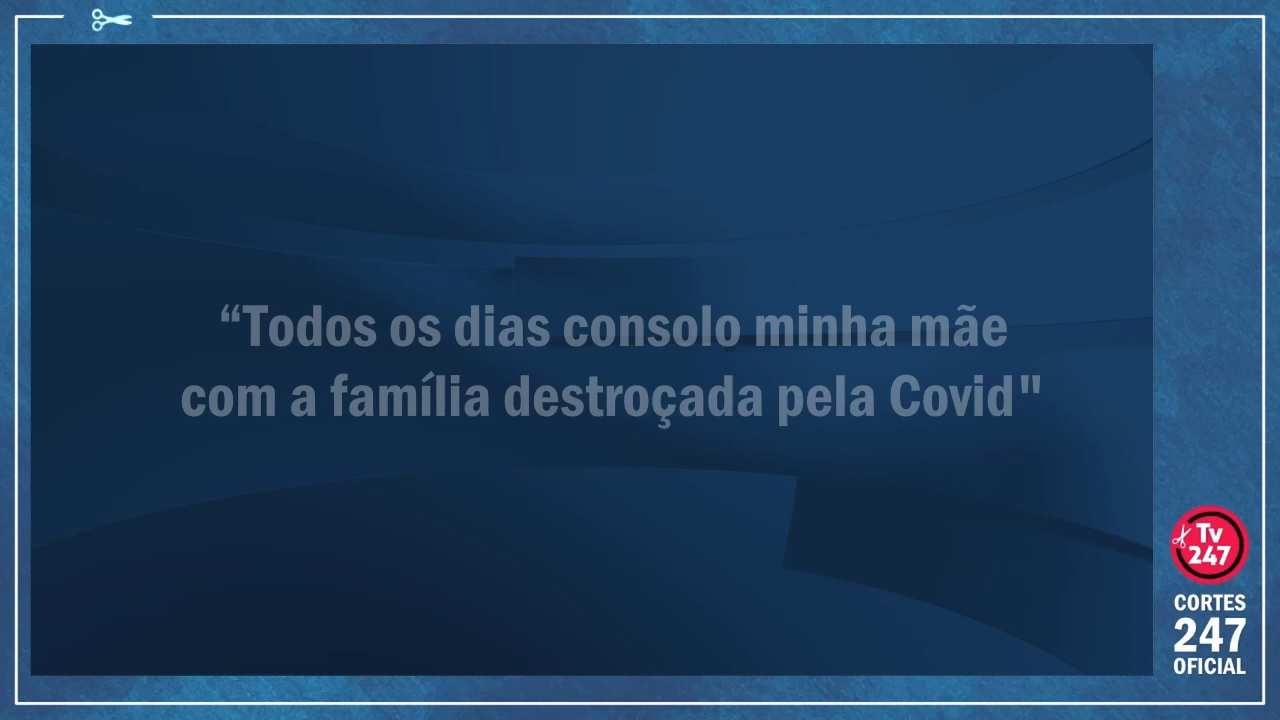 “Todos os dias consolo minha mãe
com a família destroçada pela Covid"
Tv
247
CORTES
247
OFICIAL